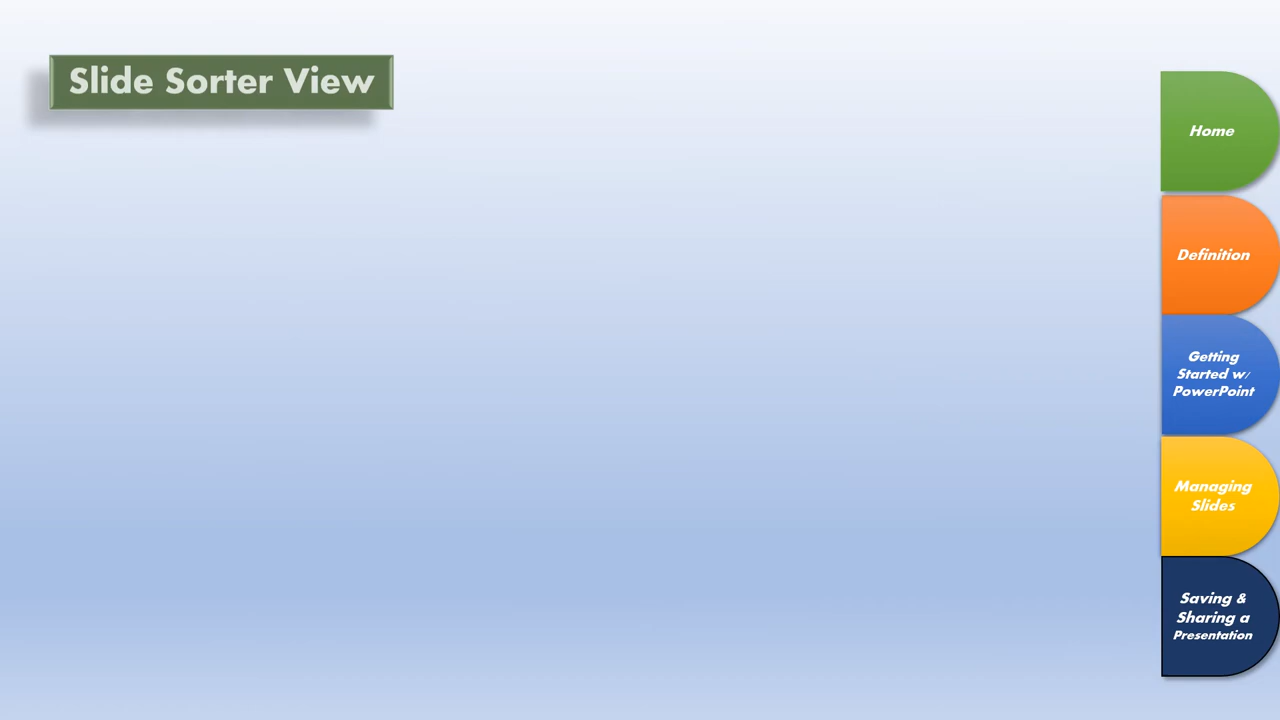 Slide Sorter View
Home
Definition
Getting
Started w/
PowerPoint
Managing
Slides
Saving &
Sharing a
Presentation